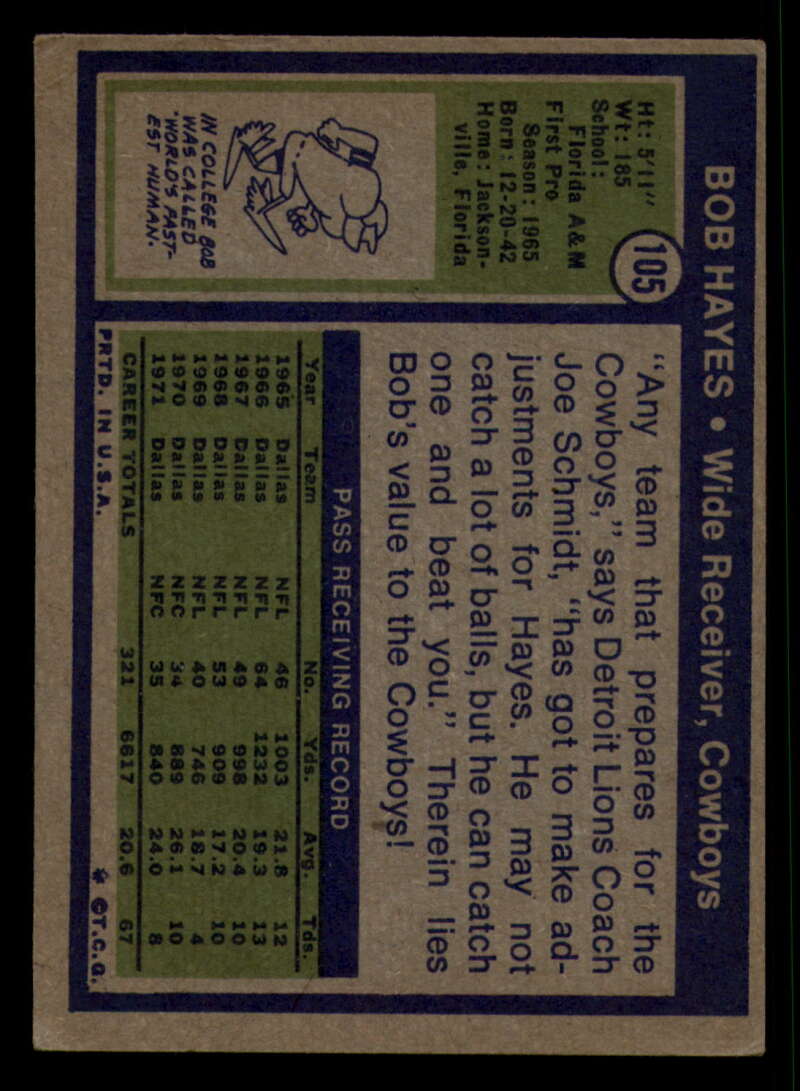 BOB HAYES • Wide Receiver, Cowboys
105
Ht: 5'11"
Wt: 185
School:
Florida A & M
First Pro
Season: 1965
Born: 12-20-42
Home: Jackson-
ville, Florida
IN COLLEGE BOB
WAS CALLED
"WORLD'S FAST-
EST HUMAN.
"Any team that prepares for the
Cowboys," says Detroit Lions Coach
Joe Schmidt, "has got to make ad-
justments for Hayes. He may not
catch a lot of balls, but he can catch
one and beat you." Therein lies
Bob's value to the Cowboys!
PASS RECEIVING RECORD
Year Team No. Yds. Avg. Tds.
1965 Dallas NFL 46 1003 21.8 12
1966 Dallas NFL 64 1232 19.3 13
1967 Dallas NFL 49 998 20.4 10
1968 Dallas NFL 53 909 17.2 10
1969 Dallas NFL 40 746 18.7 4
1970 Dallas NFC 34 889 26.1 10
1971 Dallas NFC 35 840 24.0 8
CAREER TOTALS 321 6617 20.6 67
PRTD. IN U.S.A. * ©T.C.G.